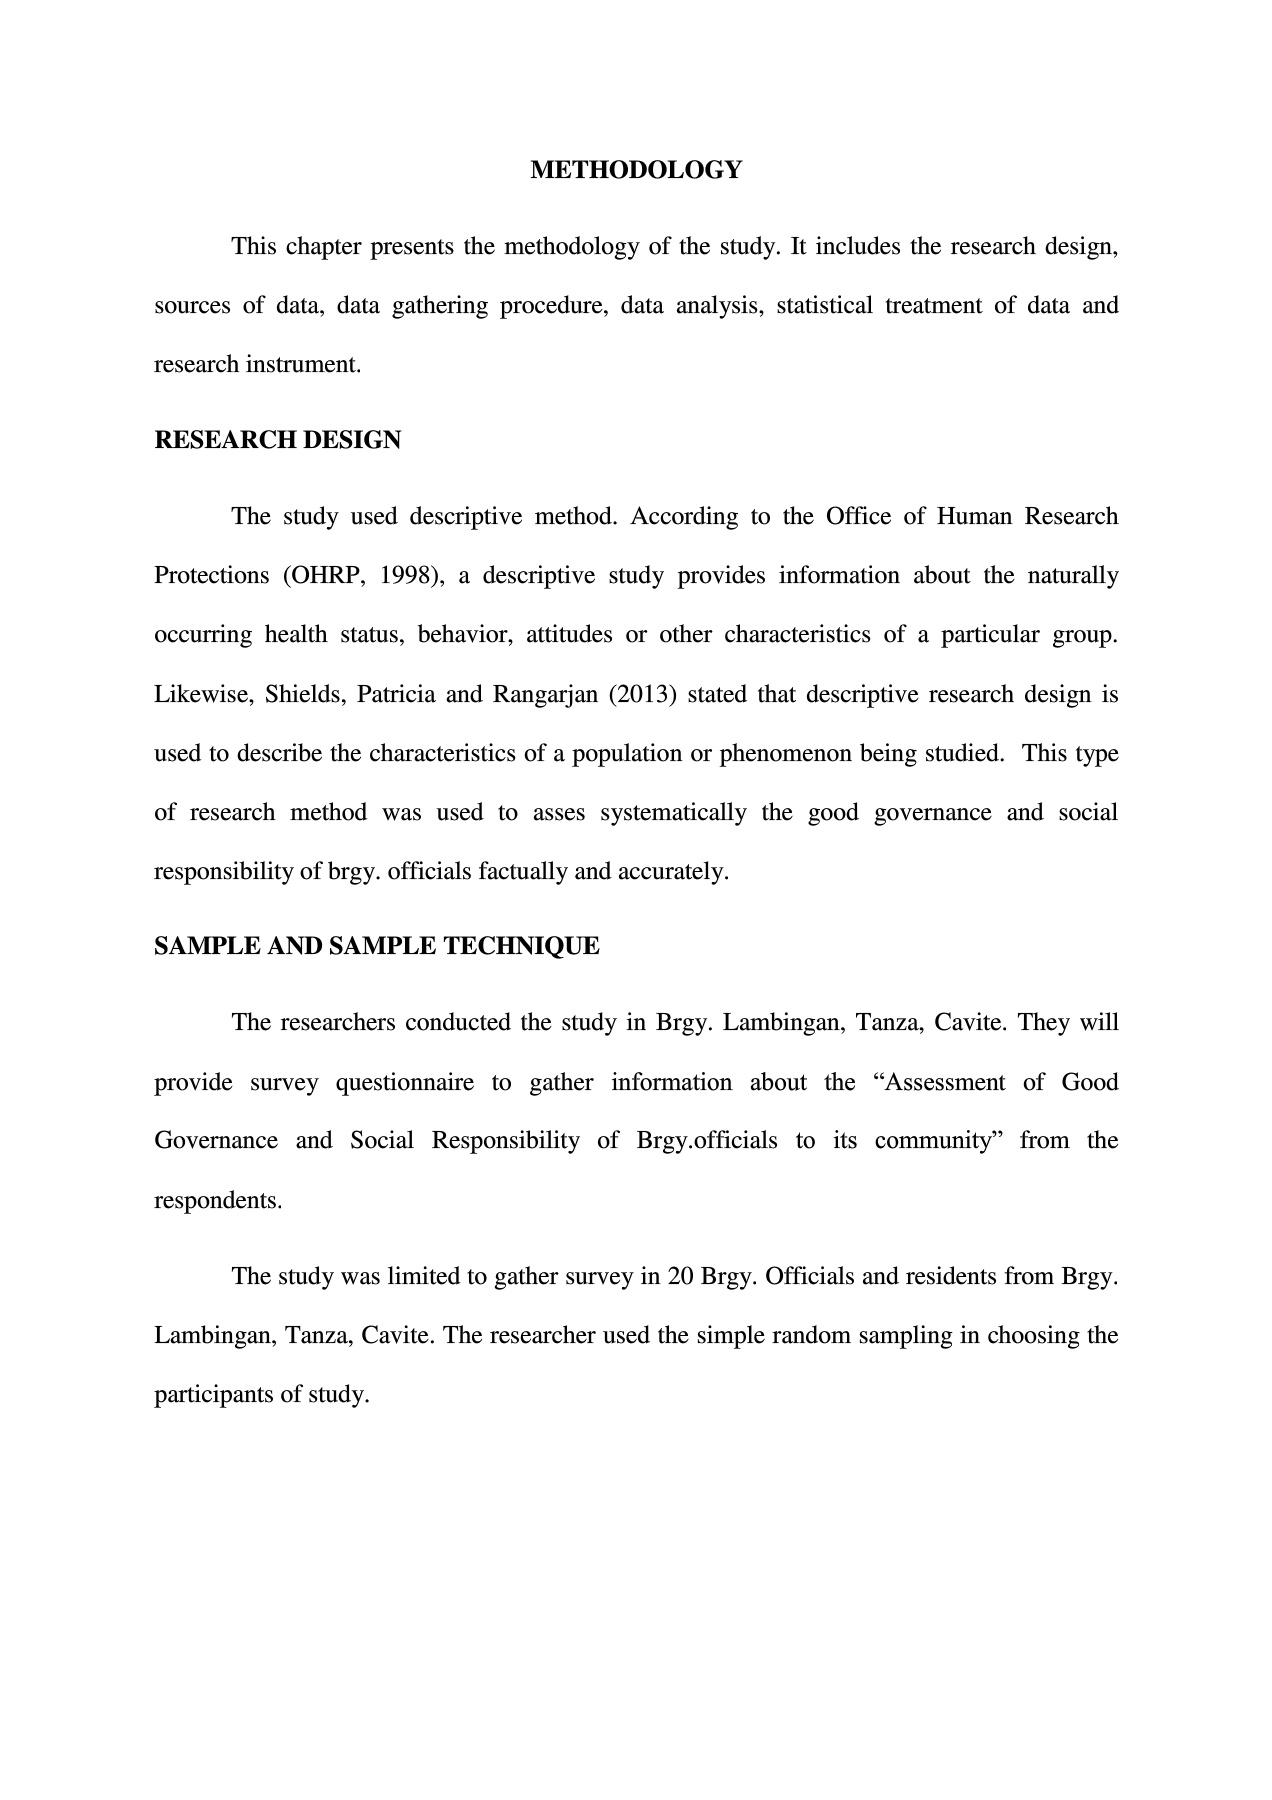 METHODOLOGY
This chapter presents the methodology of the study. It includes the research design,
sources of data, data gathering procedure, data analysis, statistical treatment of data and
research instrument.
RESEARCH DESIGN
The study used descriptive method. According to the Office of Human Research
Protections (OHRP, 1998), a descriptive study provides information about the naturally
occurring health status, behavior, attitudes or other characteristics of a particular group.
Likewise, Shields, Patricia and Rangarjan (2013) stated that descriptive research design is
used to describe the characteristics of a population or phenomenon being studied.  This type
of research method was used to asses systematically the good governance and social
responsibility of brgy. officials factually and accurately.
SAMPLE AND SAMPLE TECHNIQUE
The researchers conducted the study in Brgy. Lambingan, Tanza, Cavite. They will
provide survey questionnaire to gather information about the “Assessment of Good
Governance and Social Responsibility of Brgy.officials to its community” from the
respondents.
The study was limited to gather survey in 20 Brgy. Officials and residents from Brgy.
Lambingan, Tanza, Cavite. The researcher used the simple random sampling in choosing the
participants of study.